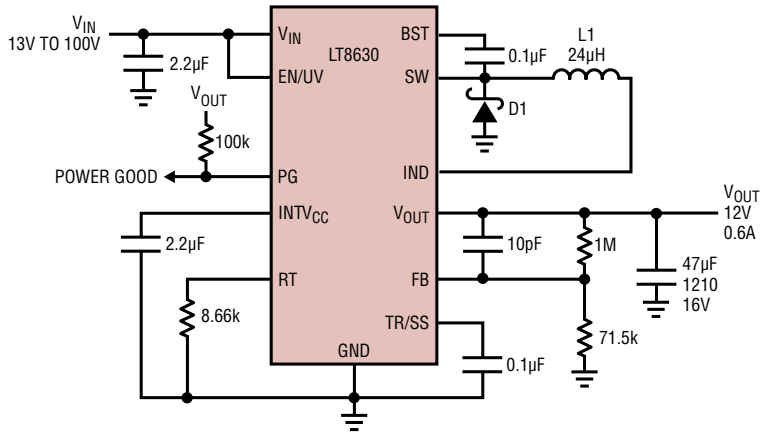 VIN
13V TO 100V
2.2µF
VOUT
100k
POWER GOOD
2.2µF
8.66k
VIN
EN/UV
PG
INTVCC
RT
LT8630
GND
BST
SW
IND
VOUT
FB
TR/SS
0.1µF
L1
24µH
D1
10pF
1M
71.5k
0.1µF
47µF
1210
16V
VOUT
12V
0.6A